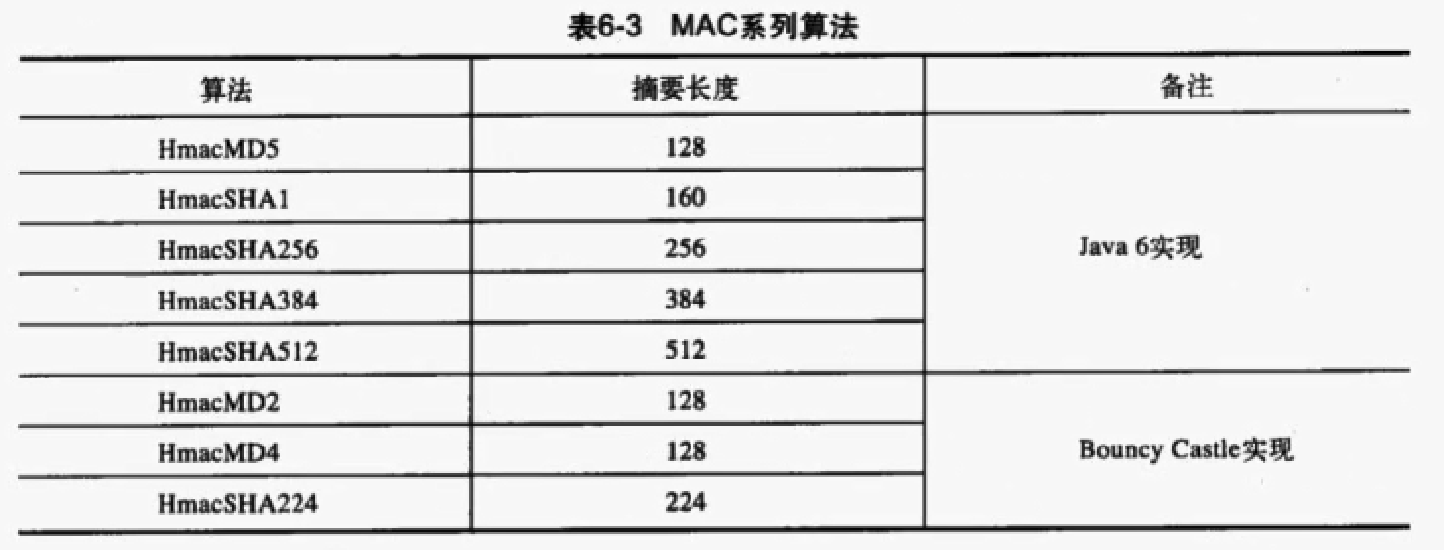 表6-3 MAC系列算法
算法 摘要长度 备注
HmacMD5 128
HmacSHA1 160
HmacSHA256 256 Java 6实现
HmacSHA384 384
HmacSHA512 512
HmacMD2 128
HmacMD4 128 Bouncy Castle实现
HmacSHA224 224